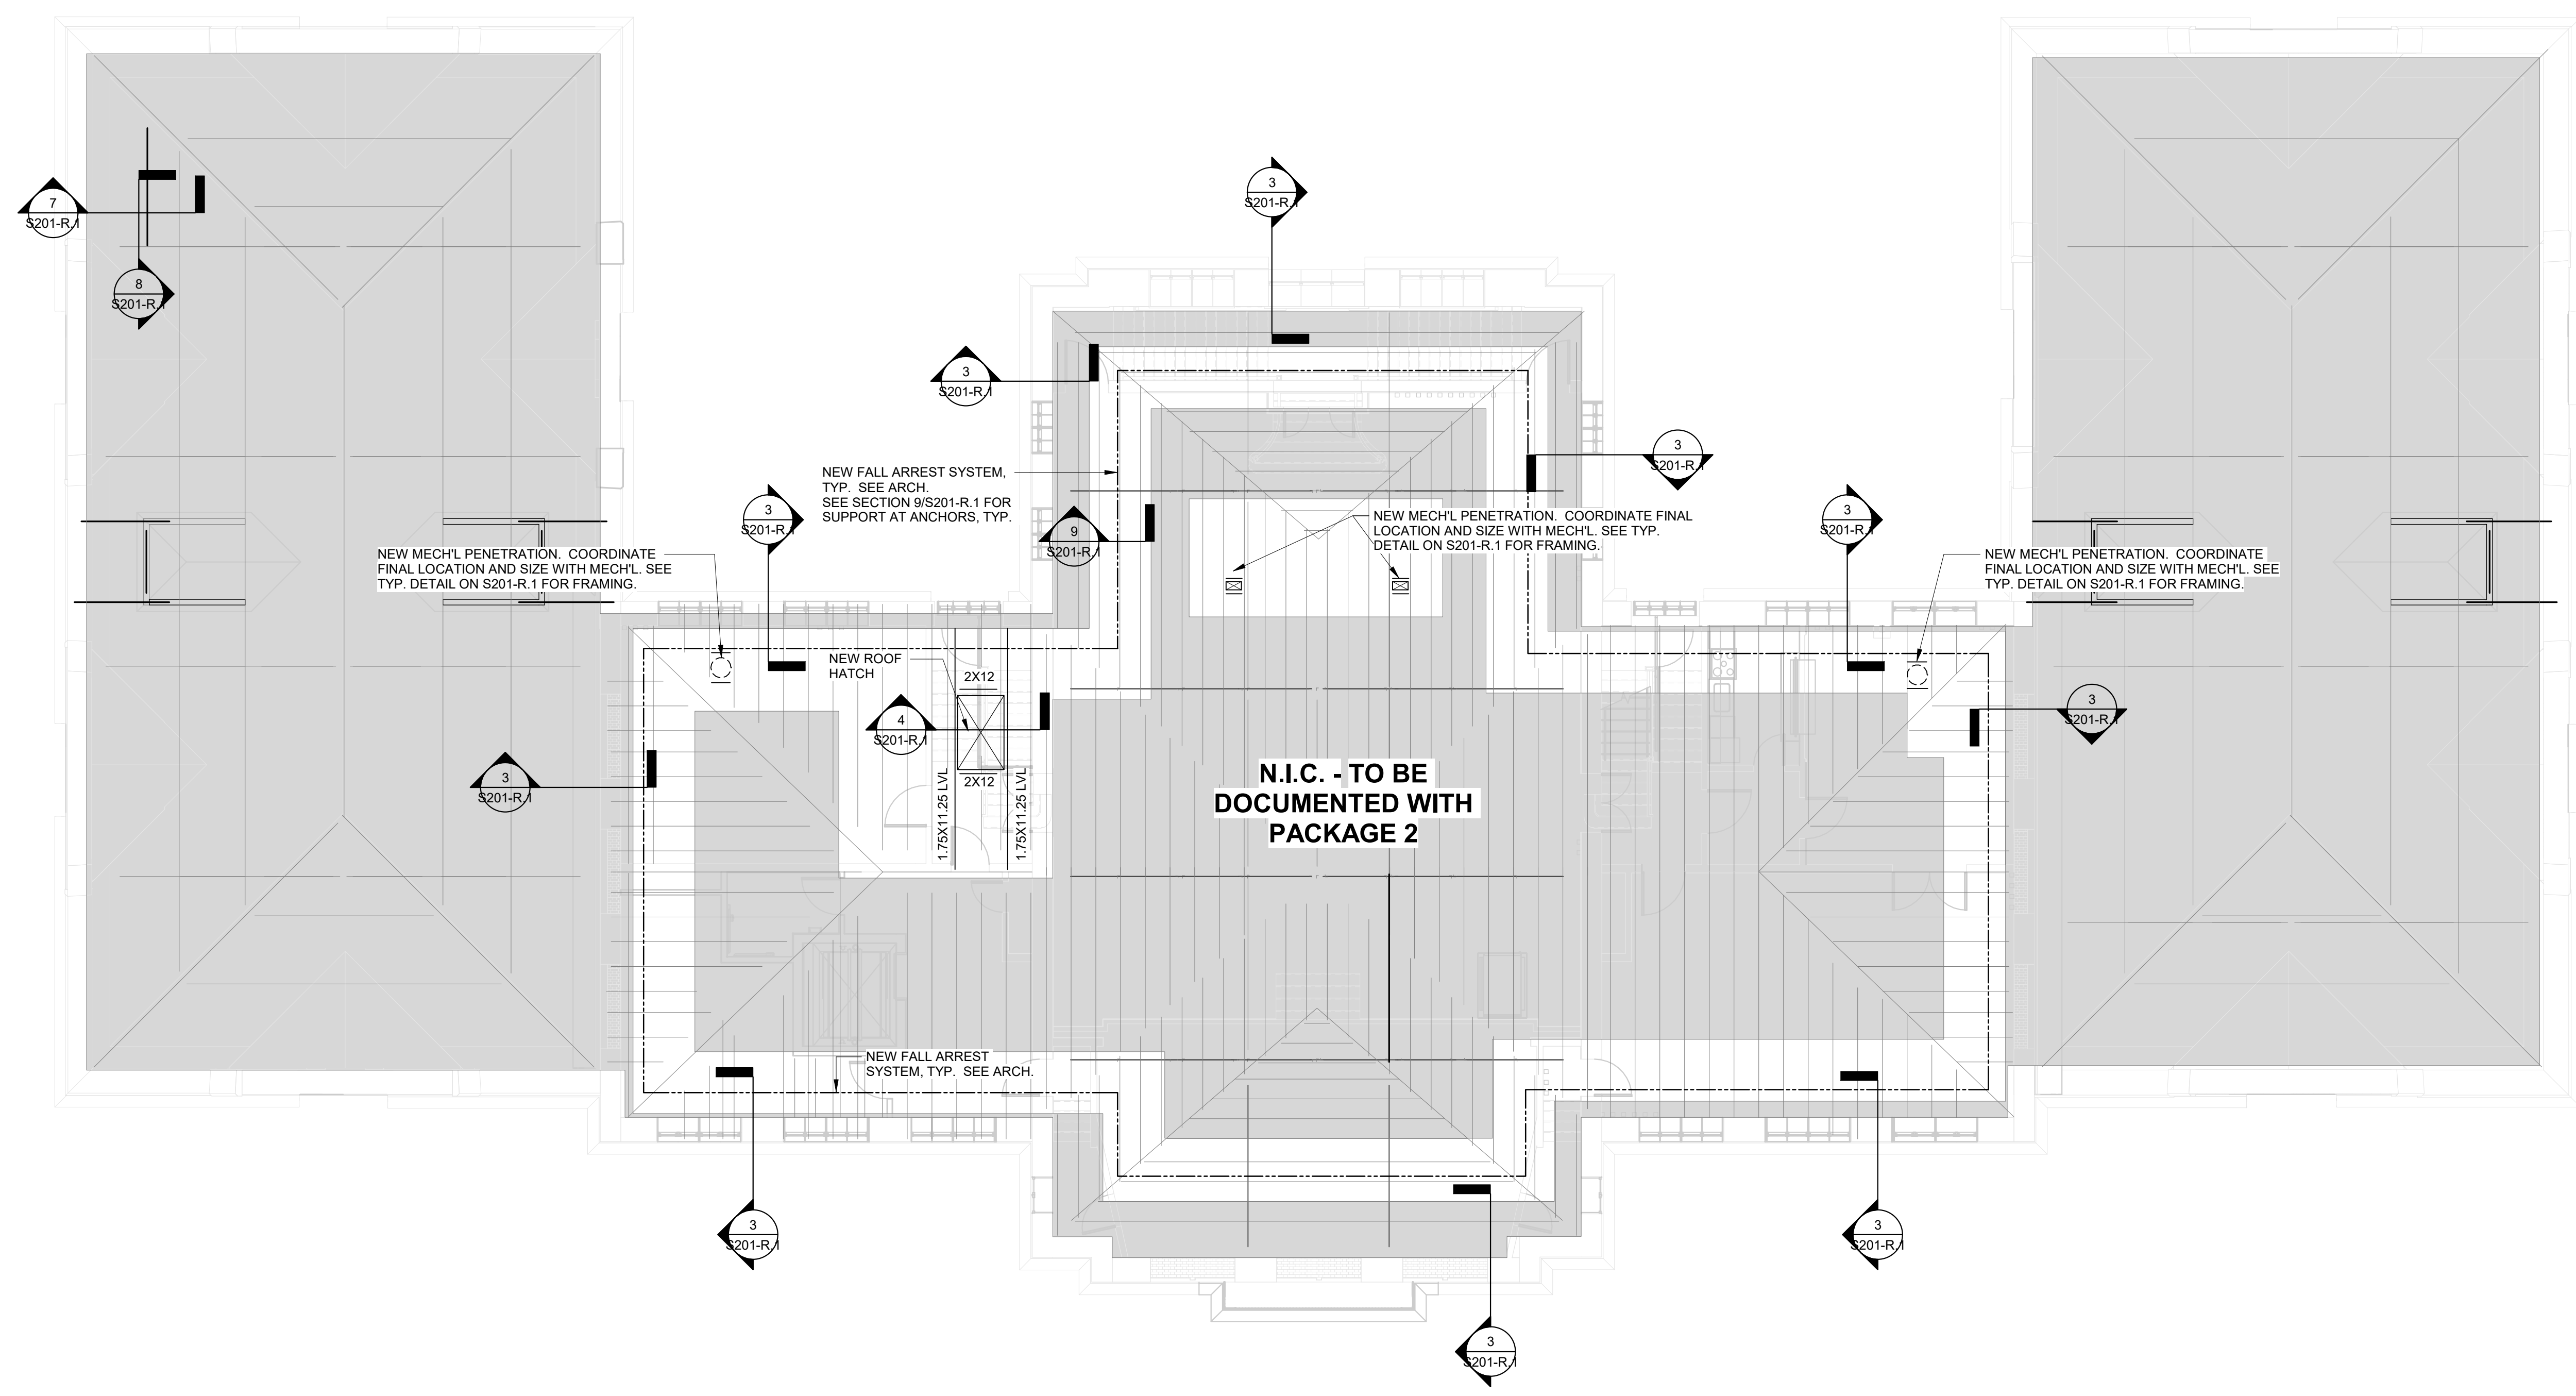 3
S201-R.1
7
S201-R.1
8
S201-R.1
3
S201-R.1
3
S201-R.1
NEW FALL ARREST SYSTEM,
TYP. SEE ARCH.
SEE SECTION 9/S201-R.1 FOR
SUPPORT AT ANCHORS, TYP.
3
S201-R.1
9
S201-R.1
NEW MECH'L PENETRATION. COORDINATE FINAL
LOCATION AND SIZE WITH MECH'L. SEE TYP.
DETAIL ON S201-R.1 FOR FRAMING.
3
S201-R.1
NEW MECH'L PENETRATION. COORDINATE
FINAL LOCATION AND SIZE WITH MECH'L. SEE
TYP. DETAIL ON S201-R.1 FOR FRAMING.
NEW MECH'L PENETRATION. COORDINATE
FINAL LOCATION AND SIZE WITH MECH'L. SEE
TYP. DETAIL ON S201-R.1 FOR FRAMING.
NEW ROOF
HATCH
2X12
4
S201-R.1
2X12
1.75X11.25 LVL
1.75X11.25 LVL
3
S201-R.1
3
S201-R.1
N.I.C. - TO BE
DOCUMENTED WITH
PACKAGE 2
NEW FALL ARREST
SYSTEM, TYP. SEE ARCH.
3
S201-R.1
3
S201-R.1
3
S201-R.1